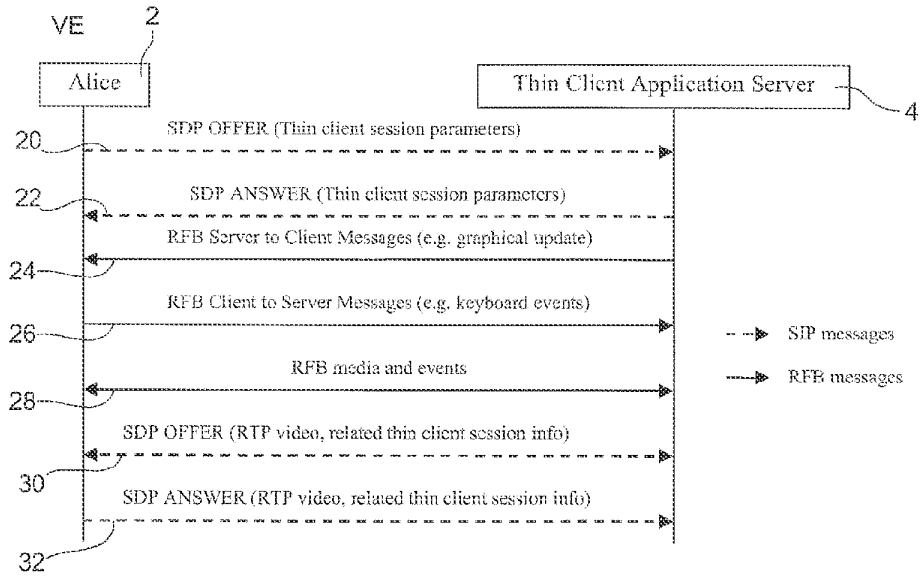 VE
2
Alice
Thin Client Application Server
4
SDP OFFER (Thin client session parameters)
20
SDP ANSWER (Thin client session parameters)
22
RFB Server to Client Messages (e.g. graphical update)
24
RFB Client to Server Messages (e.g. keyboard events)
26
SIP messages
RFB media and events
RFB messages
28
SDP OFFER (RTP video, related thin client session info)
30
SDP ANSWER (RTP video, related thin client session info)
32